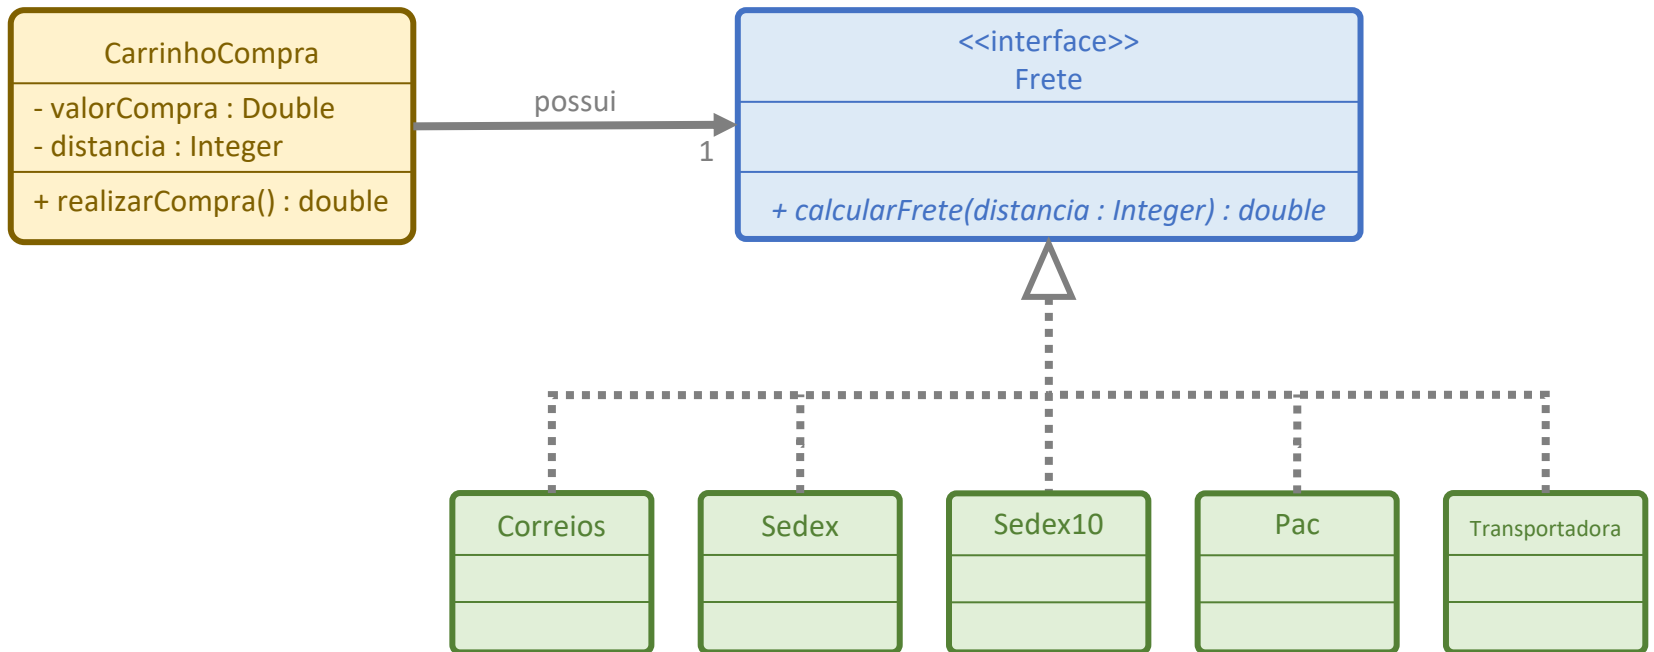 CarrinhoCompra
- valorCompra : Double
- distancia : Integer
+ realizarCompra() : double
possui
1
<<interface>>
Frete
+ calcularFrete(distancia : Integer) : double
Correios
Sedex
Sedex10
Pac
Transportadora